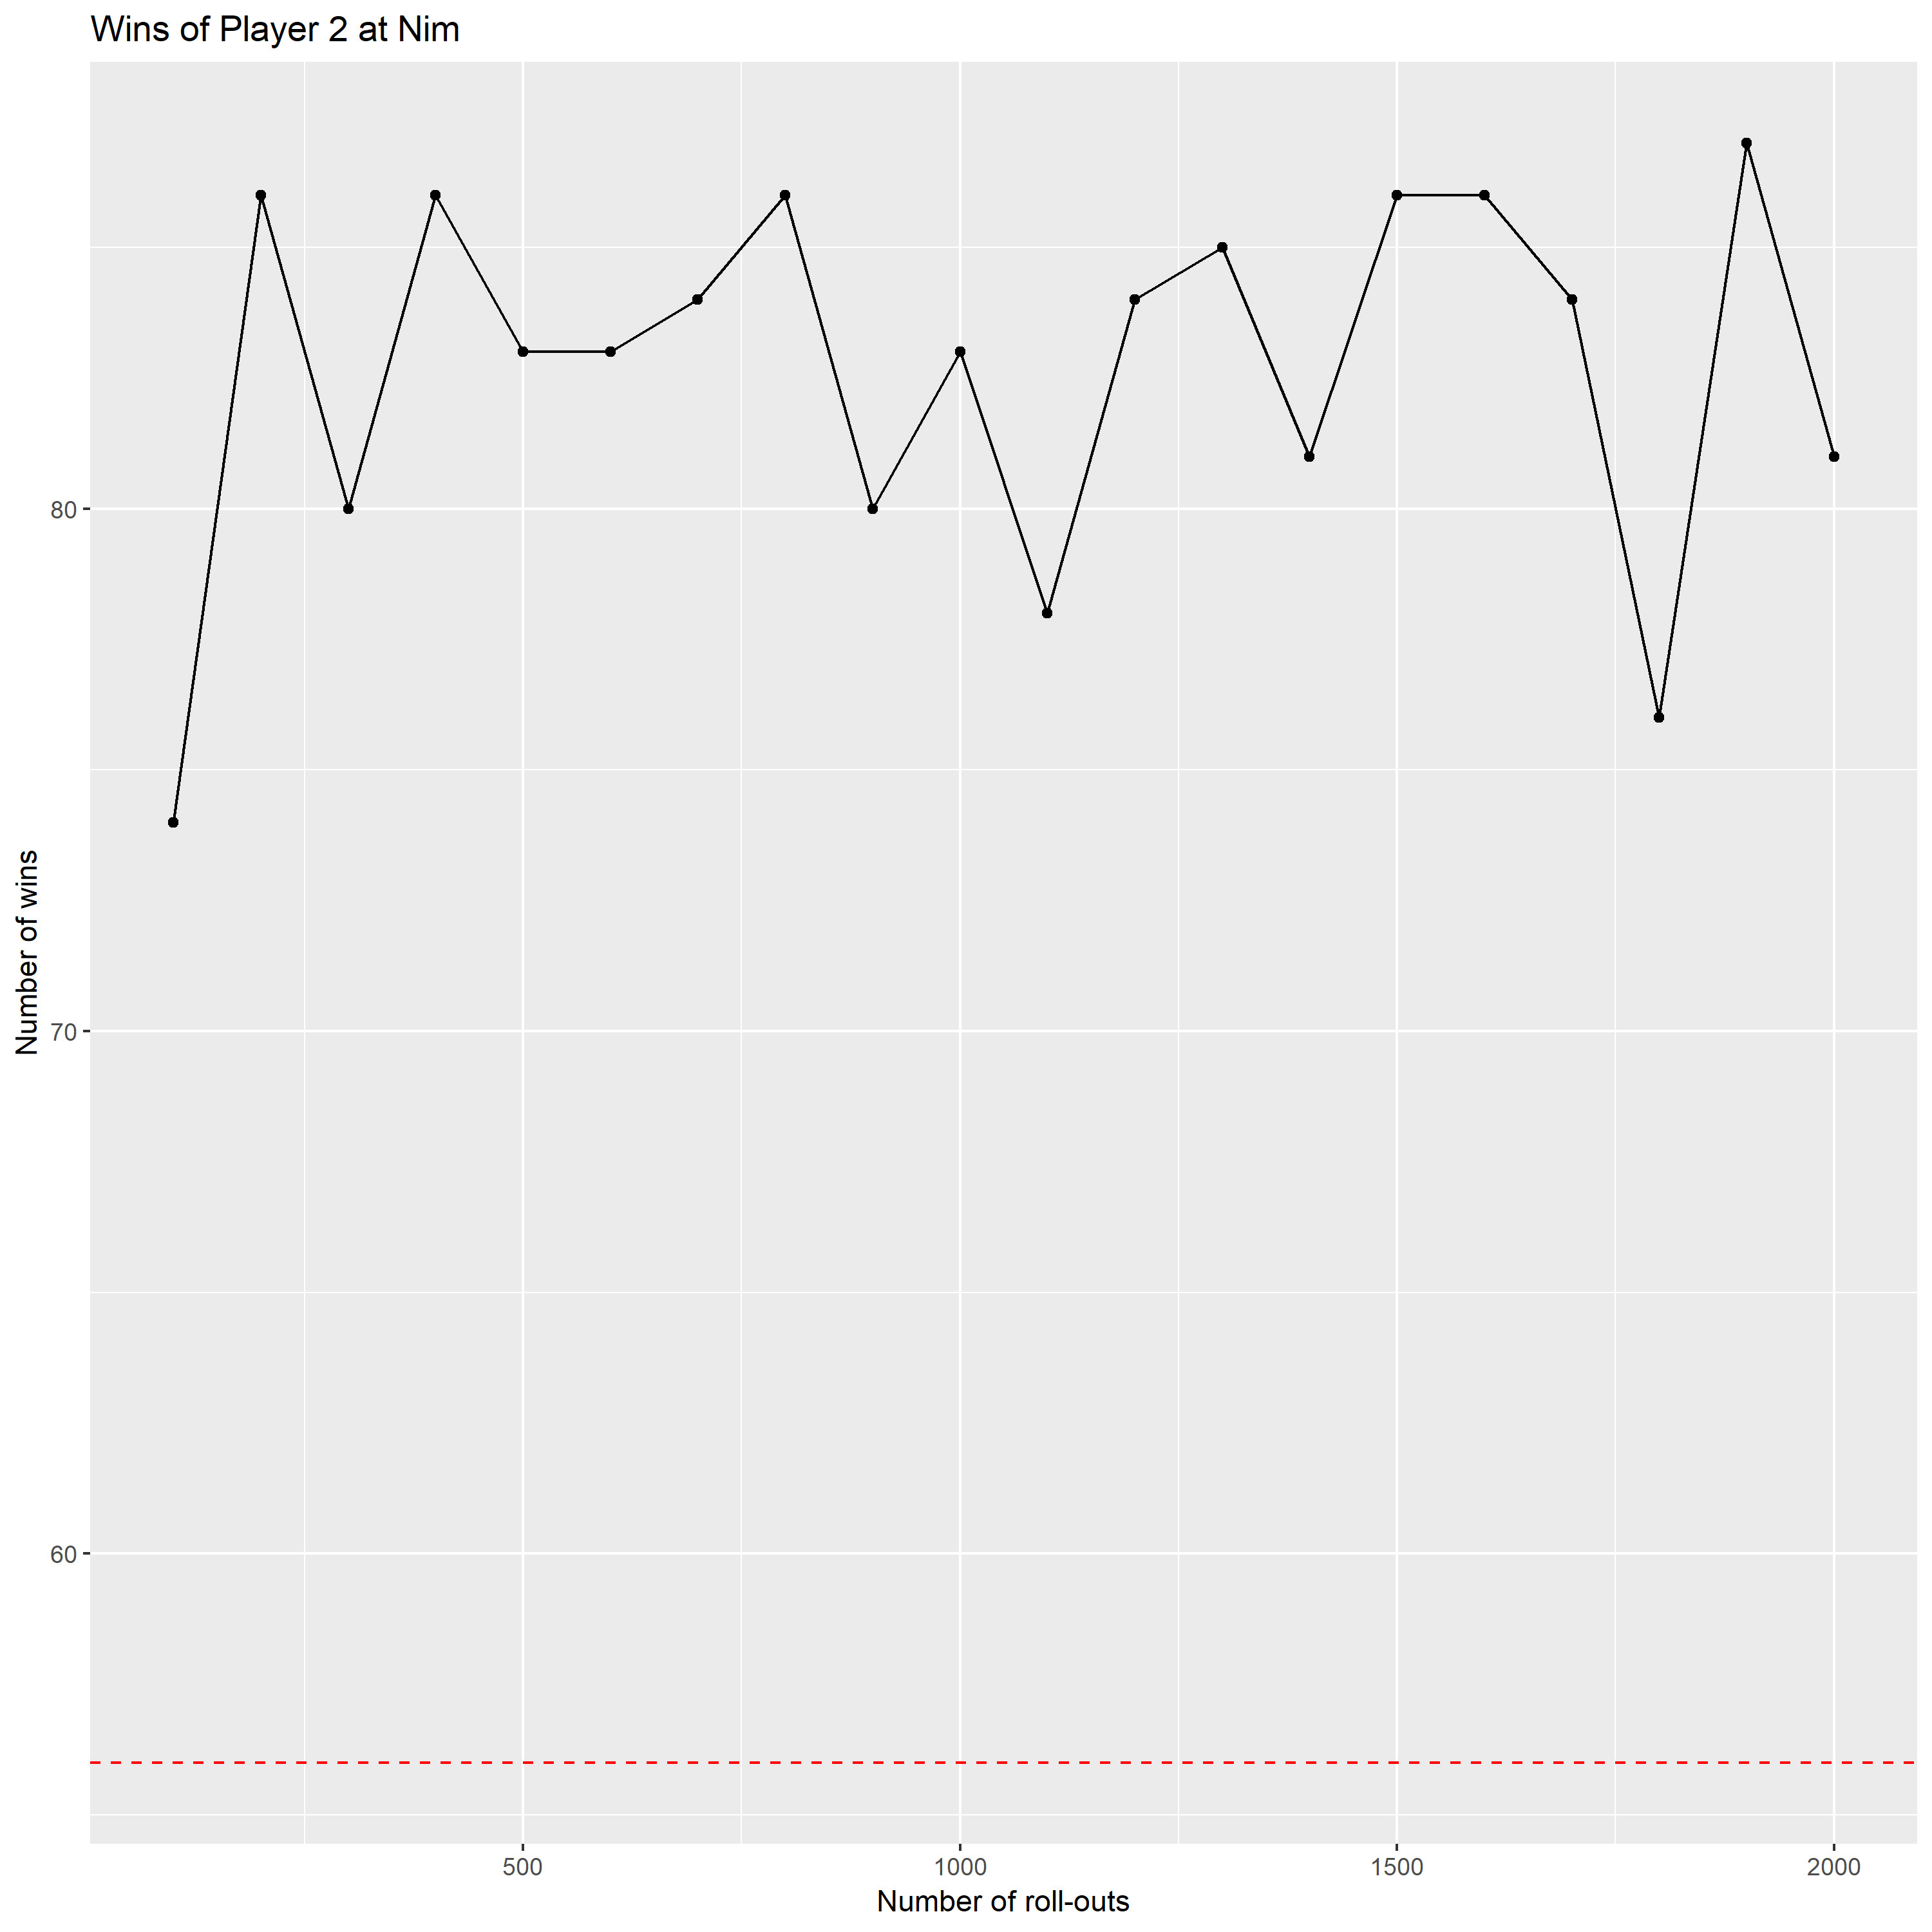 Wins of Player 2 at Nim
Number of wins
80
70
60
500 1000 1500 2000
Number of roll-outs